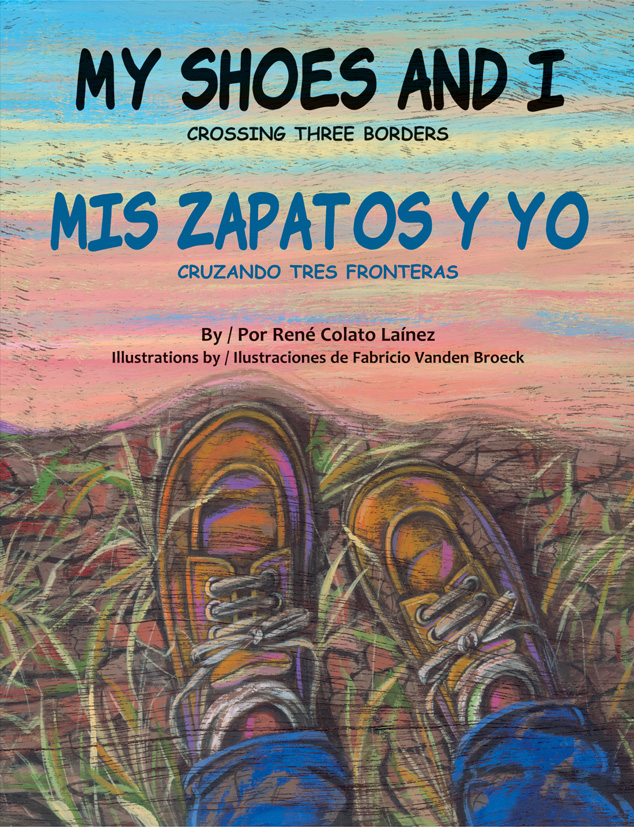 MY SHOES AND I
CROSSING THREE BORDERS
MIS ZAPATOS Y YO
CRUZANDO TRES FRONTERAS
By / Por René Colato Laínez
Illustrations by / Ilustraciones de Fabricio Vanden Broeck